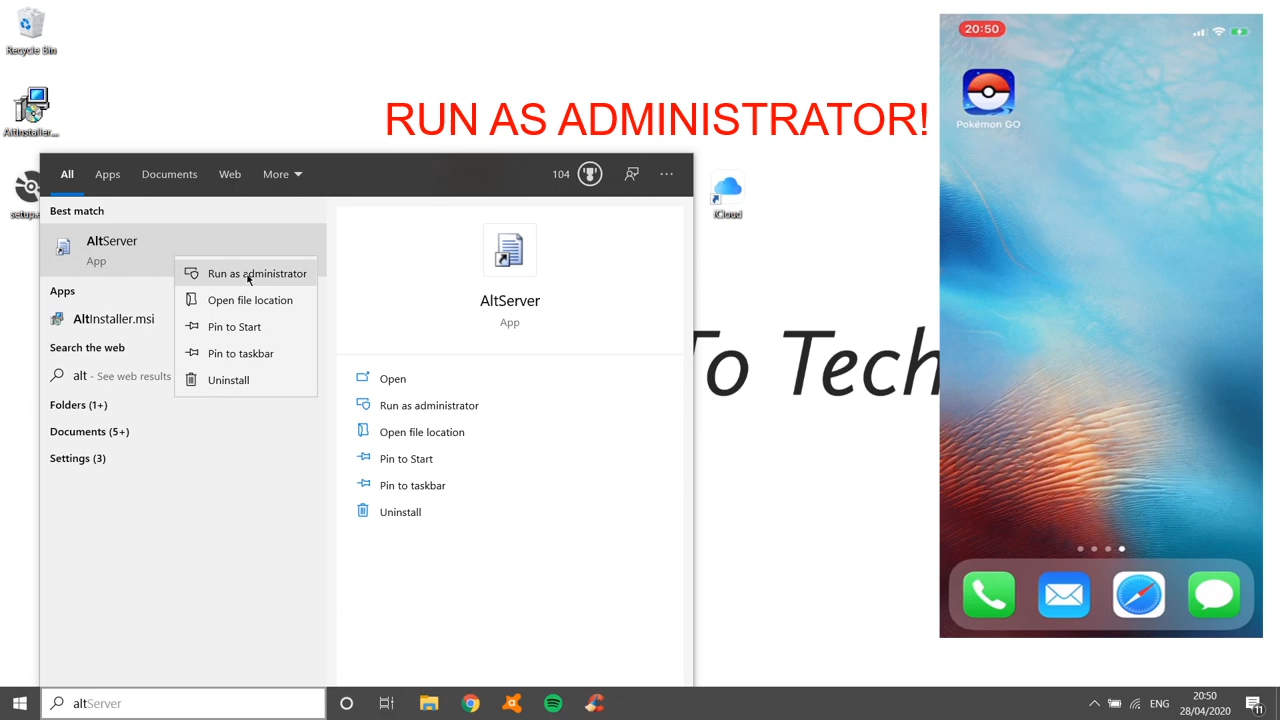 Recycle Bin
AltInstaller...
setup.e
RUN AS ADMINISTRATOR!
All
Apps
Documents
Web
More
104
...
Best match
AltServer
App
Apps
AltInstaller.msi
Search the web
alt - See web results
Folders (1+)
Documents (5+)
Settings (3)
Run as administrator
Open file location
Pin to Start
Pin to taskbar
Uninstall
AltServer
App
Open
Run as administrator
Open file location
Pin to Start
Pin to taskbar
Uninstall
iCloud
To Tech
20:50
Pokémon GO
altServer
ENG
20:50
28/04/2020
11